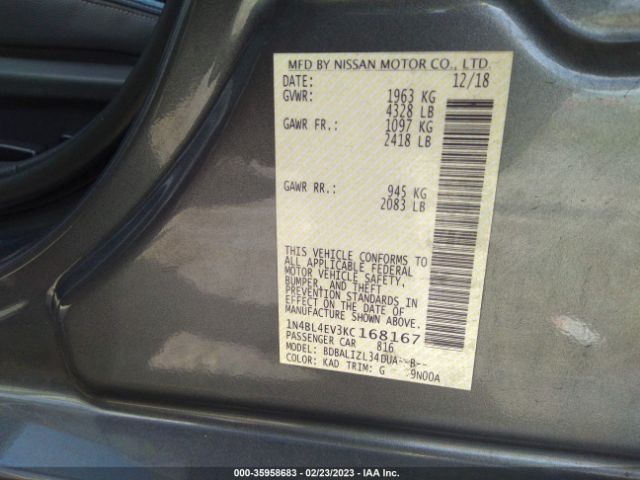 MFD BY NISSAN MOTOR CO., LTD.
DATE: 12/18
GVWR: 1963 KG
4328 LB
GAWR FR.: 1097 KG
2418 LB
GAWR RR.: 945 KG
2083 LB
THIS VEHICLE CONFORMS TO
ALL APPLICABLE FEDERAL
MOTOR VEHICLE SAFETY,
BUMPER, AND THEFT
PREVENTION STANDARDS IN
EFFECT ON THE DATE OF
MANUFACTURE SHOWN ABOVE.
1N4BL4EV3KC168167
PASSENGER CAR 816
MODEL: BDBALIZL34DUA--B--
COLOR: KAD TRIM: G 9N00A
000-35958683 - 02/23/2023 - IAA Inc.